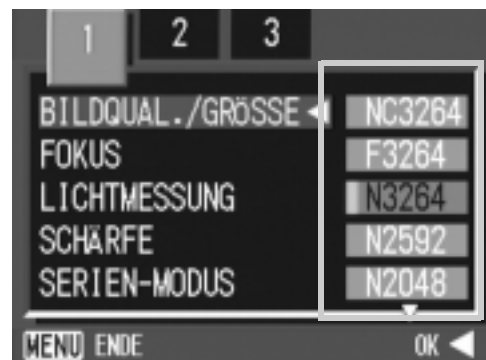 1 2 3
BILDQUAL./GRÖSSE NC3264
FOKUS F3264
LICHTMESSUNG N3264
SCHÄRFE N2592
SERIEN-MODUS N2048
MENU ENDE OK